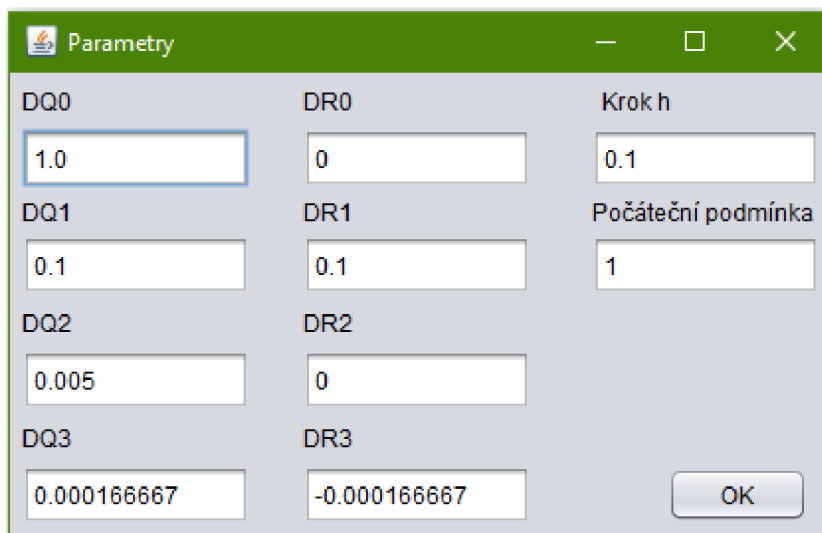 Parametry
DQ0 DR0 Krok h
1.0 0 0.1
DQ1 DR1 Počáteční podmínka
0.1 0.1 1
DQ2 DR2
0.005 0
DQ3 DR3
0.000166667 -0.000166667 OK